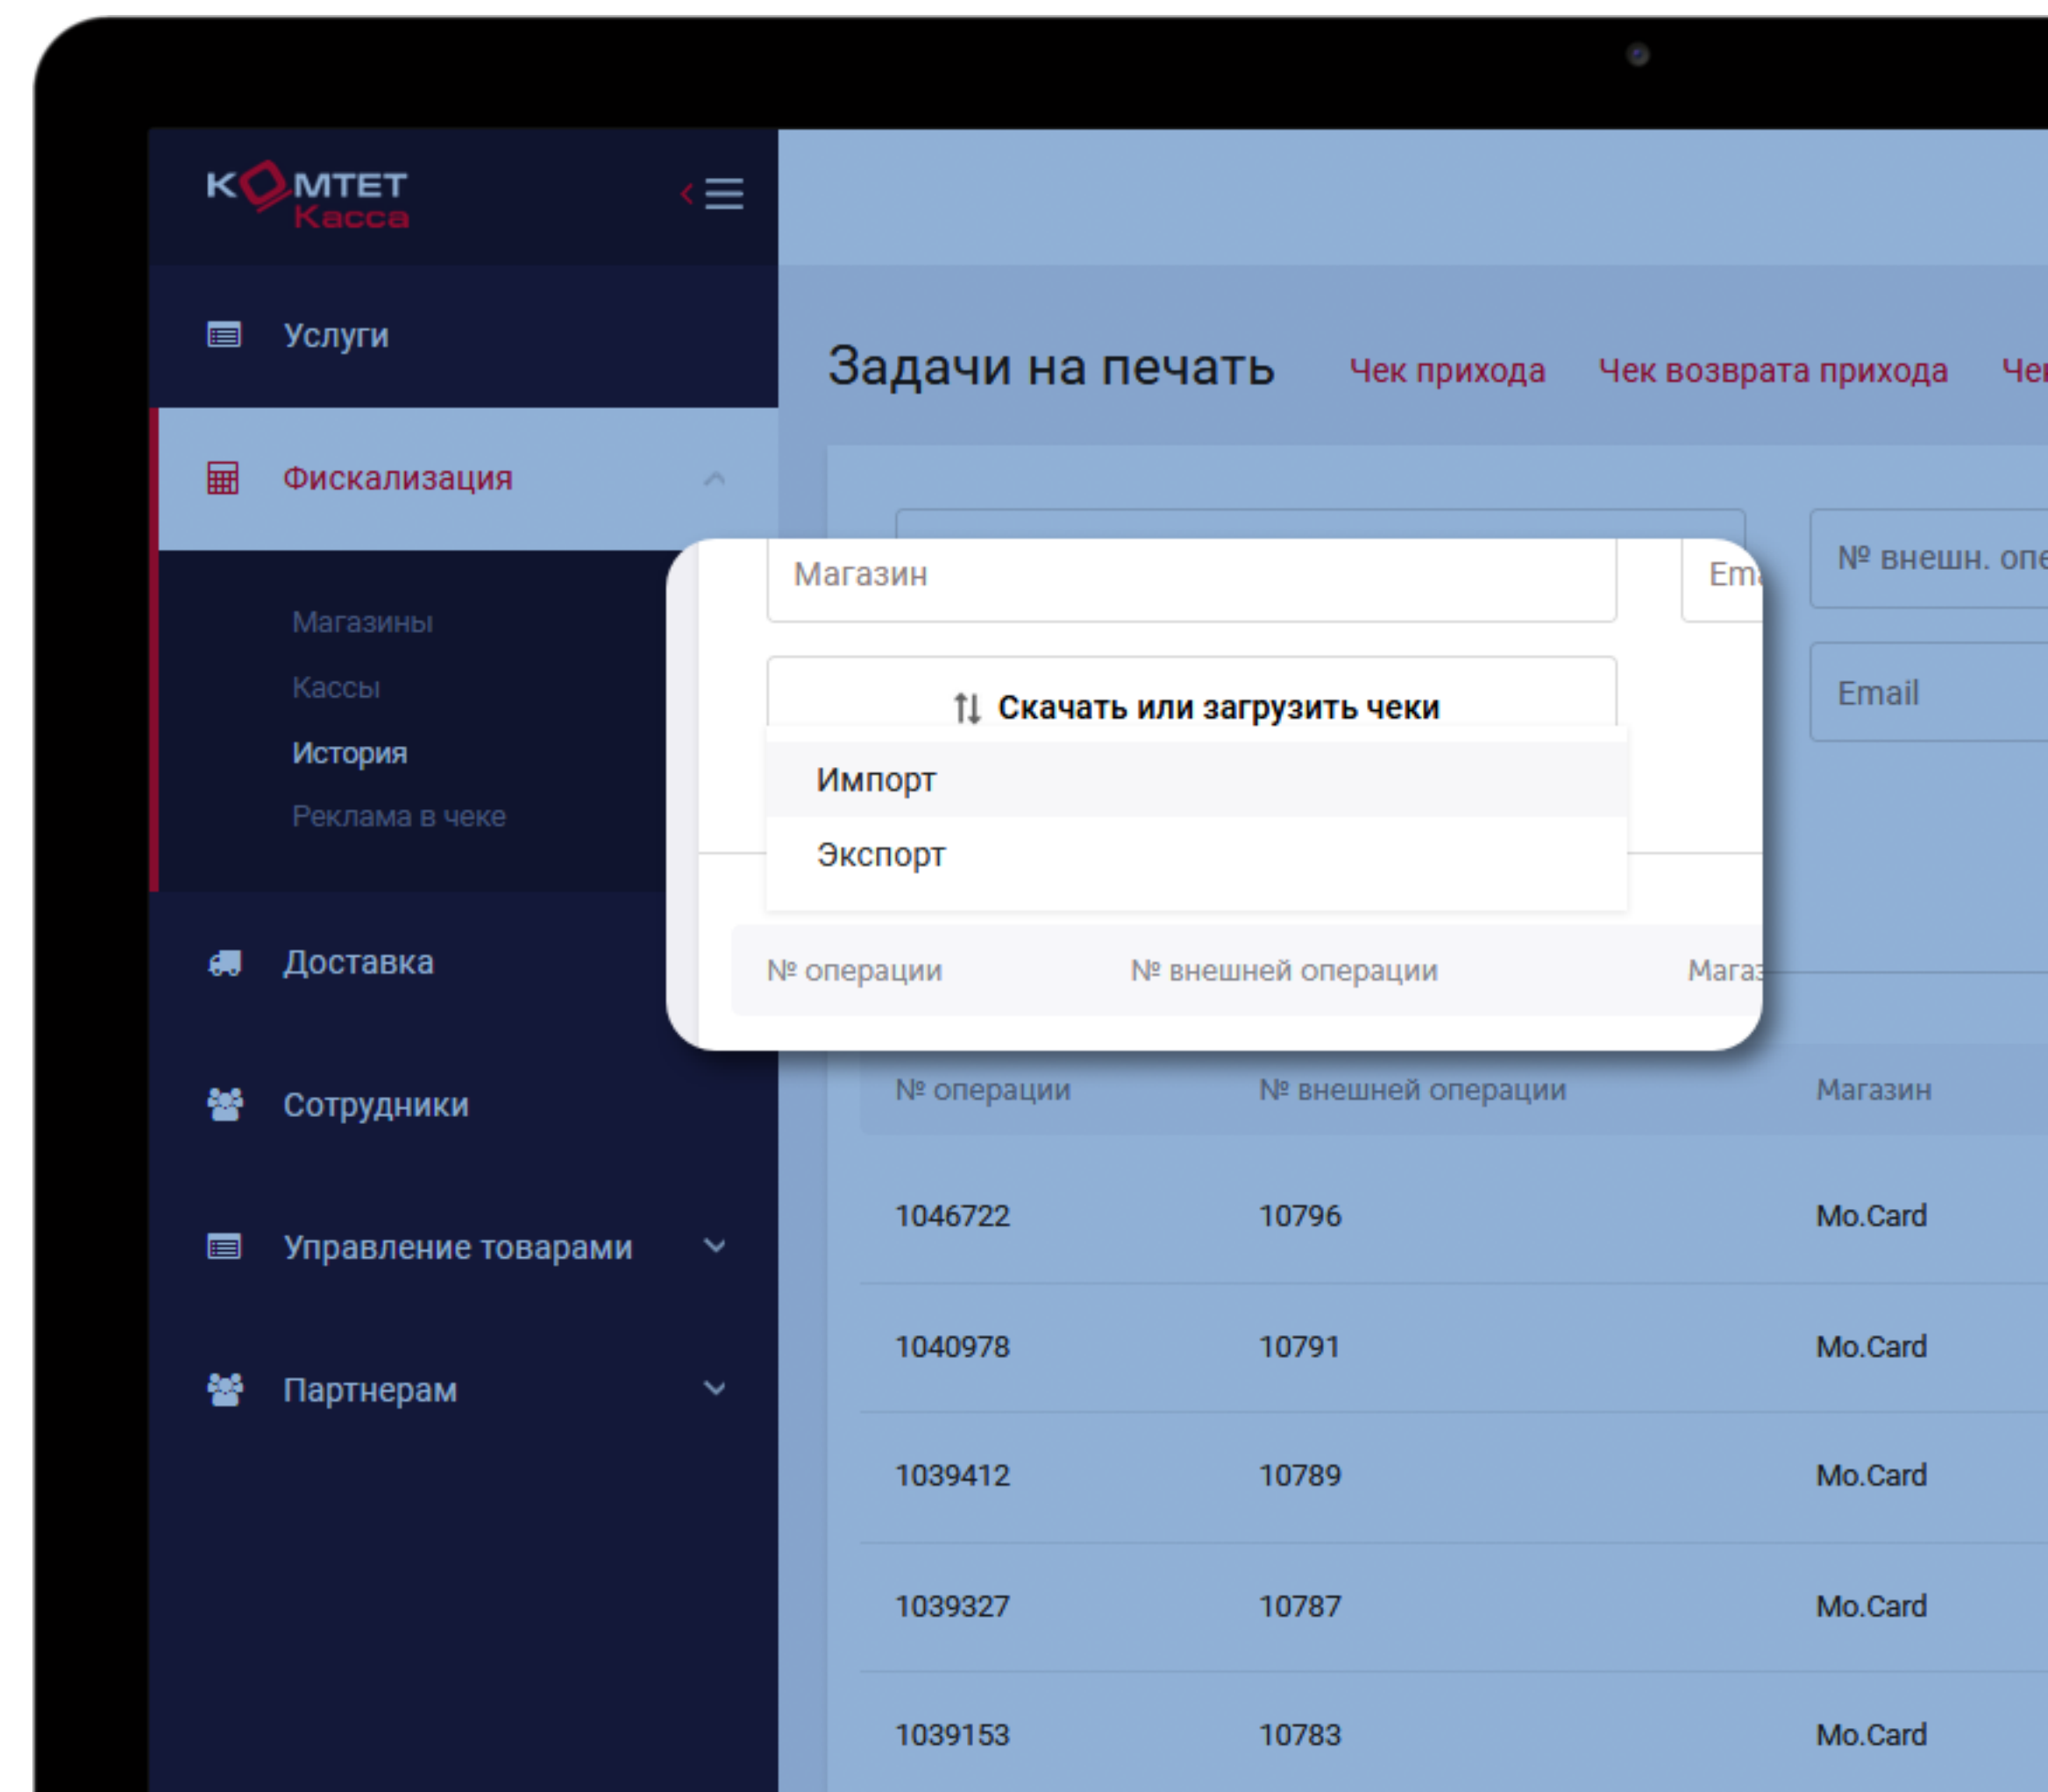 КОМТЕТ
Касса
Услуги
Фискализация
Магазины
Кассы
История
Реклама в чеке
Доставка
Сотрудники
Управление товарами
Партнерам
Задачи на печать Чек прихода Чек возврата прихода
№ внешн.
Email
Магазин
Скачать или загрузить чеки
Импорт
Экспорт
№ операции № внешней операции
№ операции № внешней операции Магазин
1046722 10796 Mo.Card
1040978 10791 Mo.Card
1039412 10789 Mo.Card
1039327 10787 Mo.Card
1039153 10783 Mo.Card